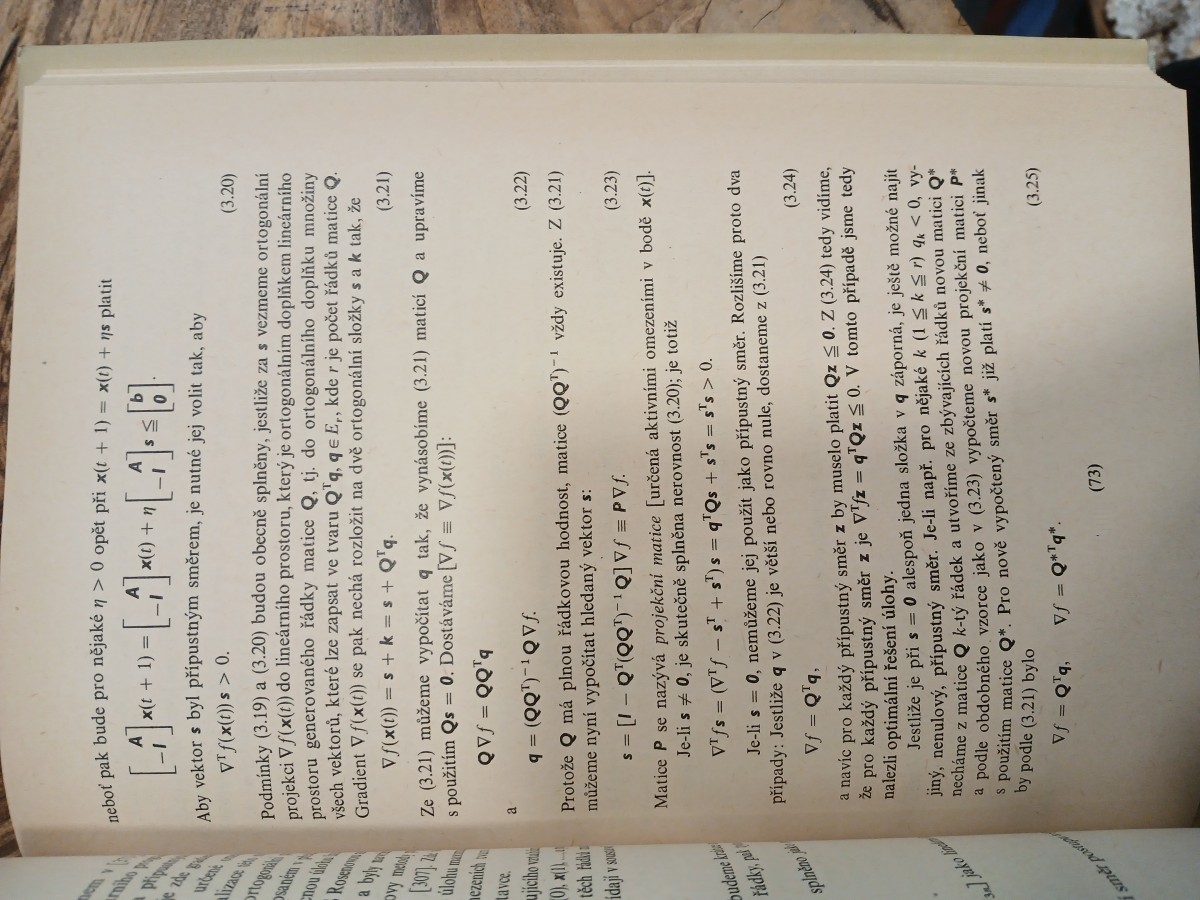 neboť pak bude pro nějaké η > 0 opět při x(t + 1) = x(t) + ηs platit
[A −I] x(t + 1) = [A −I] x(t) + η [A −I] s ≦ [b 0].
Aby vektor s byl přípustným směrem, je nutné jej volit tak, aby
∇ᵀf(x(t)) s > 0. (3.20)
Podmínky (3.19) a (3.20) budou obecně splněny, jestliže za s vezmeme ortogonální
projekci ∇f(x(t)) do lineárního prostoru, který je ortogonálním doplňkem lineárního
prostoru generovaného řádky matice Q, tj. do ortogonálního doplňku množiny
všech vektorů, které lze zapsat ve tvaru Qᵀq, q ∈ Eᵣ, kde r je počet řádků matice Q.
Gradient ∇f(x(t)) se pak nechá rozložit na dvě ortogonální složky s a k tak, že
∇f(x(t)) = s + k = s + Qᵀq. (3.21)
Ze (3.21) můžeme vypočítat q tak, že vynásobíme (3.21) maticí Q a upravíme
s použitím Qs = 0. Dostáváme [∇f ≡ ∇f(x(t))]:
Q ∇f = QQᵀq
a
q = (QQᵀ)⁻¹ Q ∇f. (3.22)
Protože Q má plnou řádkovou hodnost, matice (QQᵀ)⁻¹ vždy existuje. Z (3.21)
můžeme nyní vypočítat hledaný vektor s:
s = [I − Qᵀ(QQᵀ)⁻¹ Q] ∇f ≡ P ∇f. (3.23)
Matice P se nazývá projekční matice [určená aktivními omezeními v bodě x(t)].
Je-li s ≠ 0, je skutečně splněna nerovnost (3.20); je totiž
∇ᵀf s = (∇ᵀf − sᵀ + sᵀ) s = qᵀQs + sᵀs = sᵀs > 0.
Je-li s = 0, nemůžeme jej použít jako přípustný směr. Rozlišíme proto dva
případy: Jestliže q v (3.22) je větší nebo rovno nule, dostaneme z (3.21)
∇f = Qᵀq, (3.24)
a navíc pro každý přípustný směr z by muselo platit Qz ≦ 0. Z (3.24) tedy vidíme,
že pro každý přípustný směr z je ∇ᵀfz = qᵀQz ≦ 0. V tomto případě jsme tedy
nalezli optimální řešení úlohy.
Jestliže je při s = 0 alespoň jedna složka v q záporná, je ještě možné najít
jiný, nenulový, přípustný směr. Je-li např. pro nějaké k (1 ≦ k ≦ r) qₖ < 0, vy-
necháme z matice Q k-tý řádek a utvoříme ze zbývajících řádků novou matici Q*
a podle obdobného vzorce jako v (3.23) vypočteme novou projekční matici P*
s použitím matice Q*. Pro nově vypočtený směr s* již platí s* ≠ 0, neboť jinak
by podle (3.21) bylo
∇f = Qᵀq, ∇f = Q*ᵀq*. (3.25)
(73)